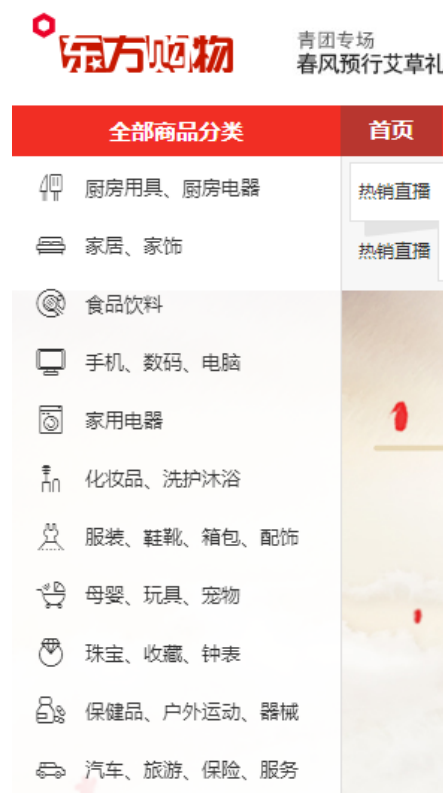 东方购物
青团专场
春风预行艾草礼
全部商品分类
首页
厨房用具、厨房电器
家居、家饰
食品饮料
手机、数码、电脑
家用电器
化妆品、洗护沐浴
服装、鞋靴、箱包、配饰
母婴、玩具、宠物
珠宝、收藏、钟表
保健品、户外运动、器械
汽车、旅游、保险、服务
热销直播
热销直播